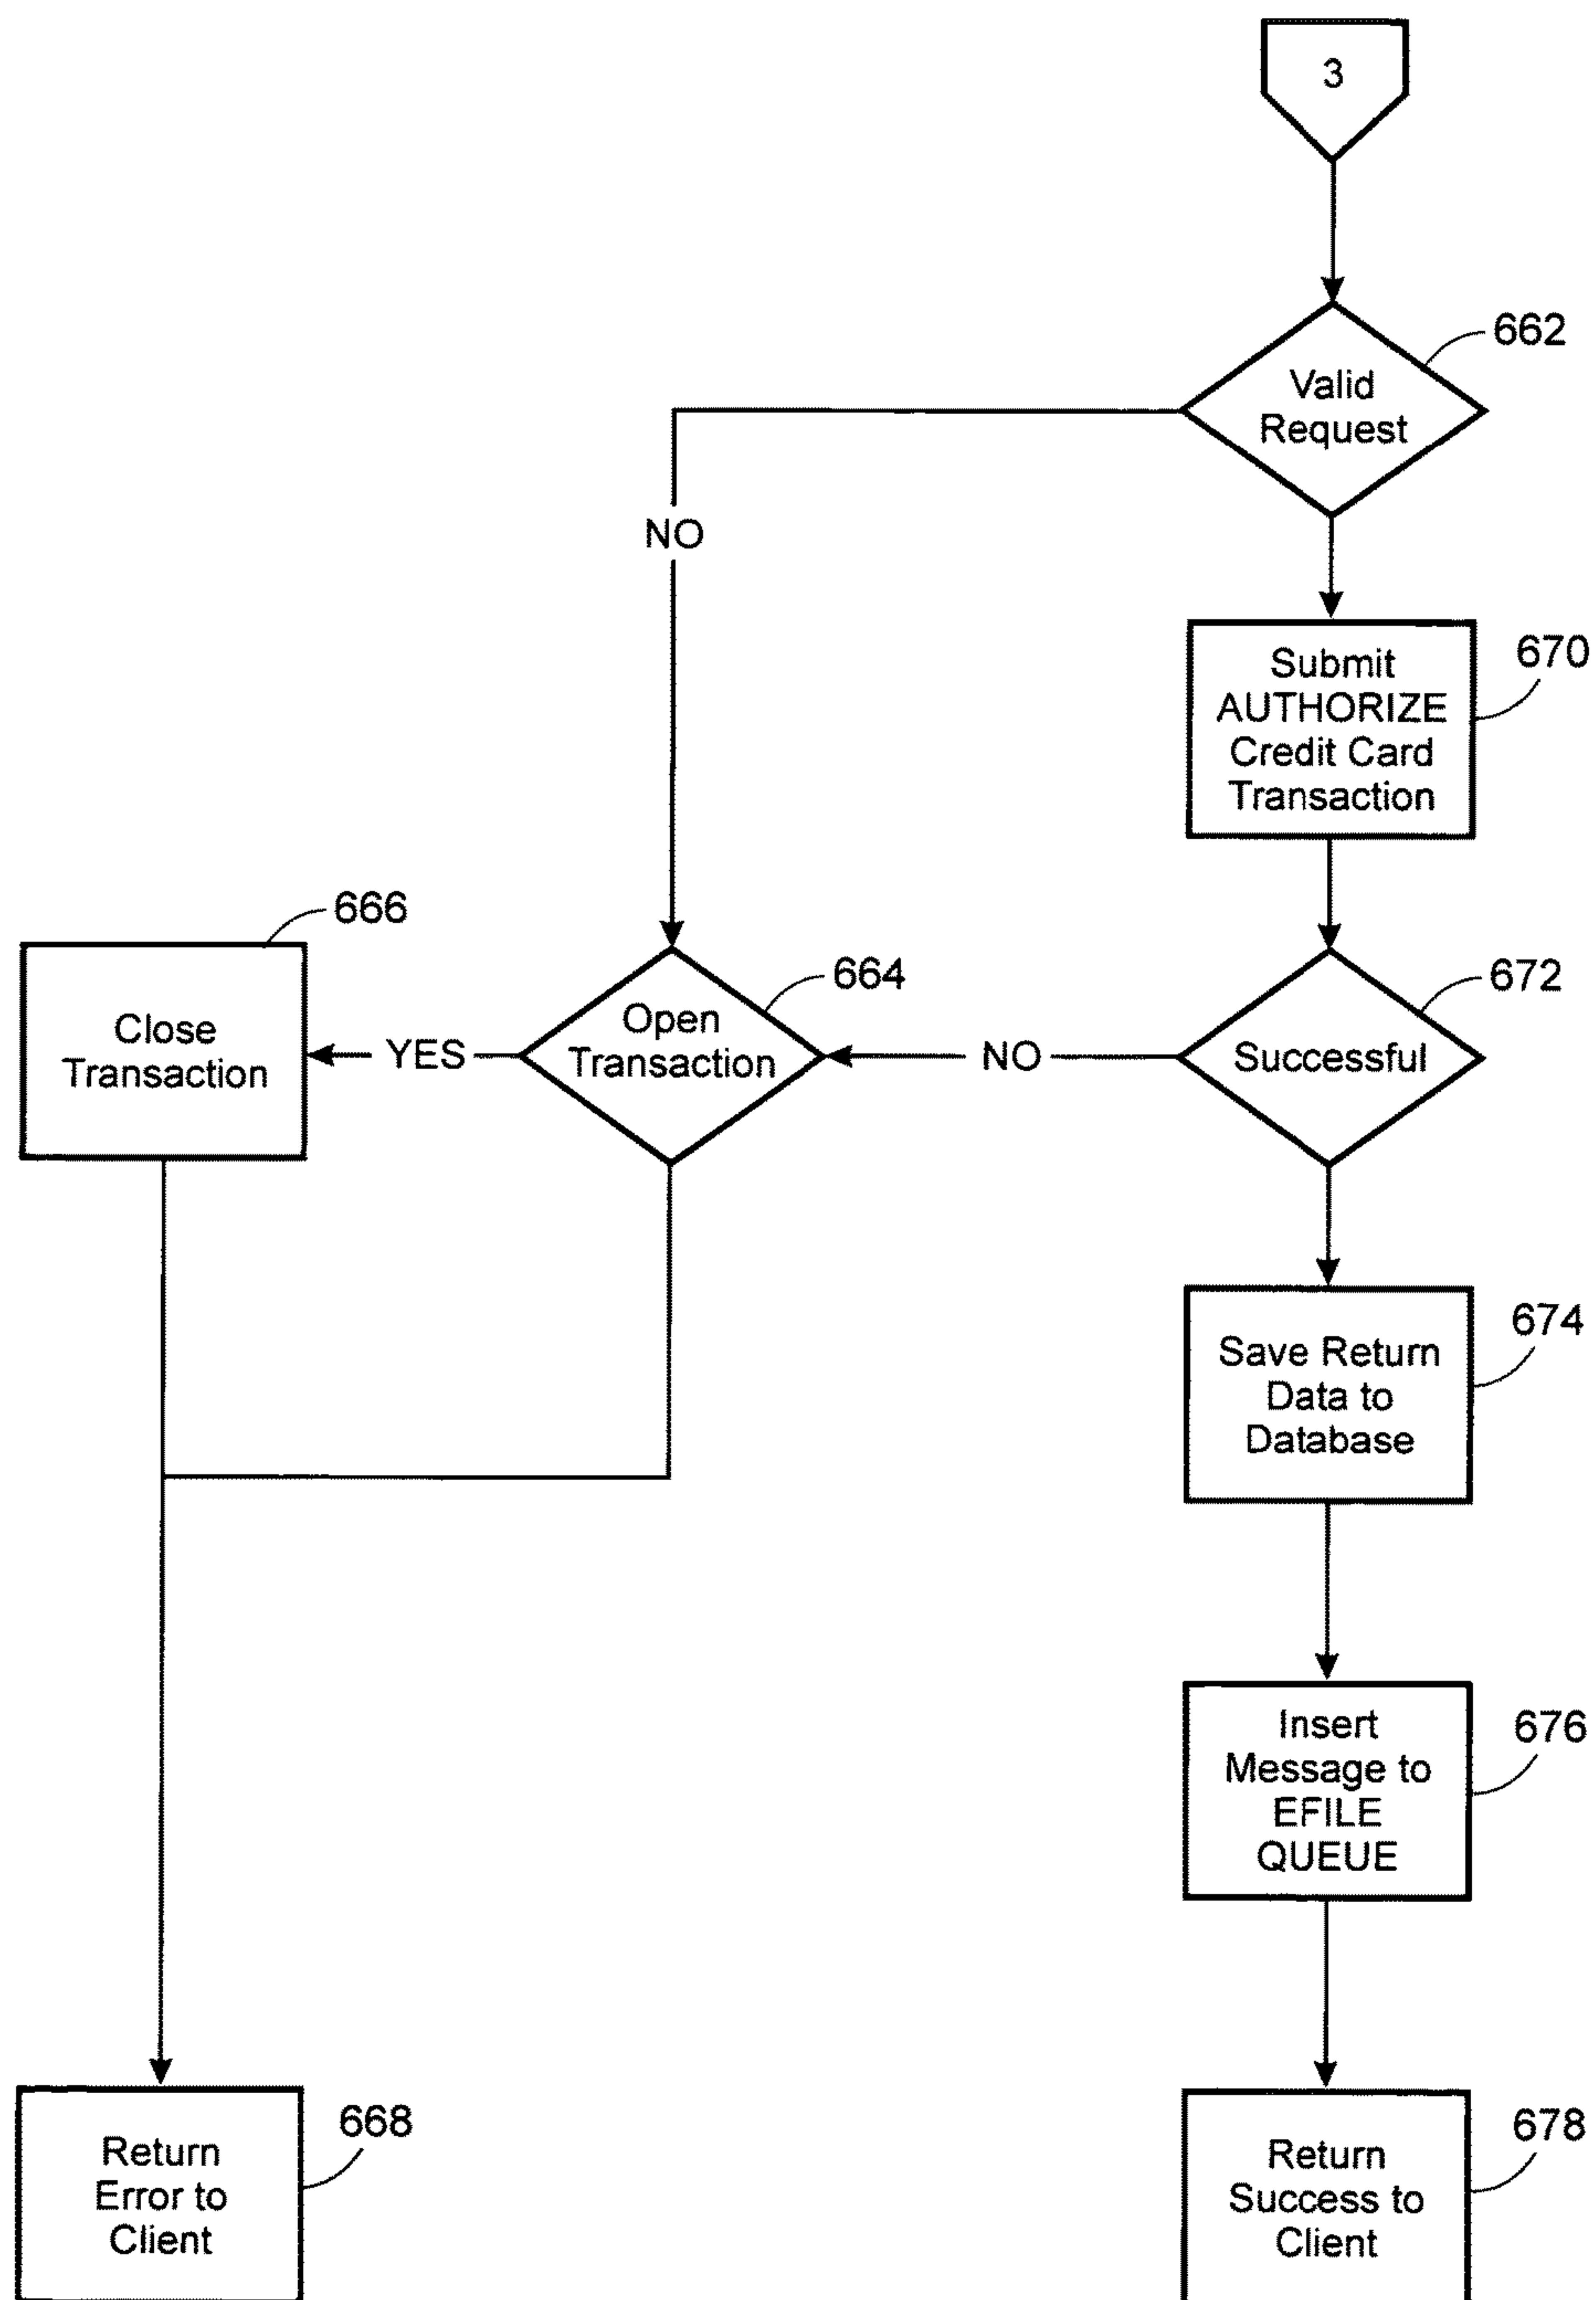 3
662
Valid
Request
NO
670
Submit
AUTHORIZE
Credit Card
Transaction
666
Close
Transaction
YES
664
Open
Transaction
NO
672
Successful
674
Save Return
Data to
Database
676
Insert
Message to
EFILE
QUEUE
668
Return
Error to
Client
678
Return
Success to
Client